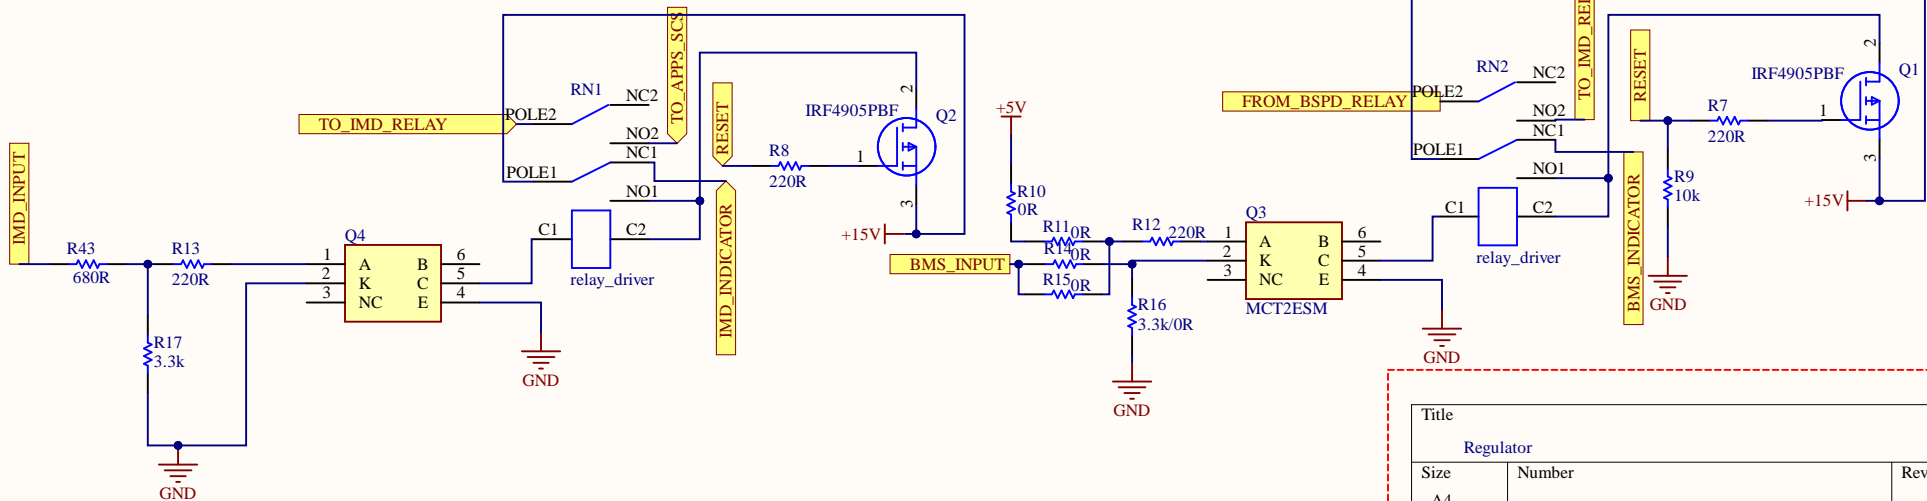 IMD_INPUT
R43
680R
R13
220R
R17
3.3k
GND
Q4
1
2
3
A
K
NC
B
C
E
6
5
4
GND
TO_IMD_RELAY
POLE2
POLE1
RN1
NC2
NO2
NC1
NO1
C1
C2
relay_driver
TO_APPS_SCS
RESET
IMD_INDICATOR
R8
220R
IRF4905PBF
Q2
1
2
3
+15V
+5V
R10
0R
BMS_INPUT
R11
0R
R14
0R
R15
0R
R12
220R
R16
3.3k/0R
GND
Q3
1
2
3
A
K
NC
B
C
E
6
5
4
MCT2ESM
GND
FROM_BSPD_RELAY
POLE2
POLE1
RN2
NC2
NO2
NC1
NO1
C1
C2
relay_driver
TO_IMD_REL
RESET
BMS_INDICATOR
R9
10k
GND
R7
220R
IRF4905PBF
Q1
1
2
3
+15V
Title
Regulator
Size
Number
Rev
A4